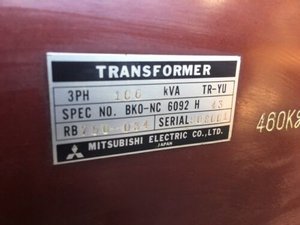 TRANSFORMER
3PH 100 kVA TR-YU
SPEC NO. BKO-NC 6092 H 43
RB SERIAL
MITSUBISHI ELECTRIC CO., LTD.
JAPAN
460K